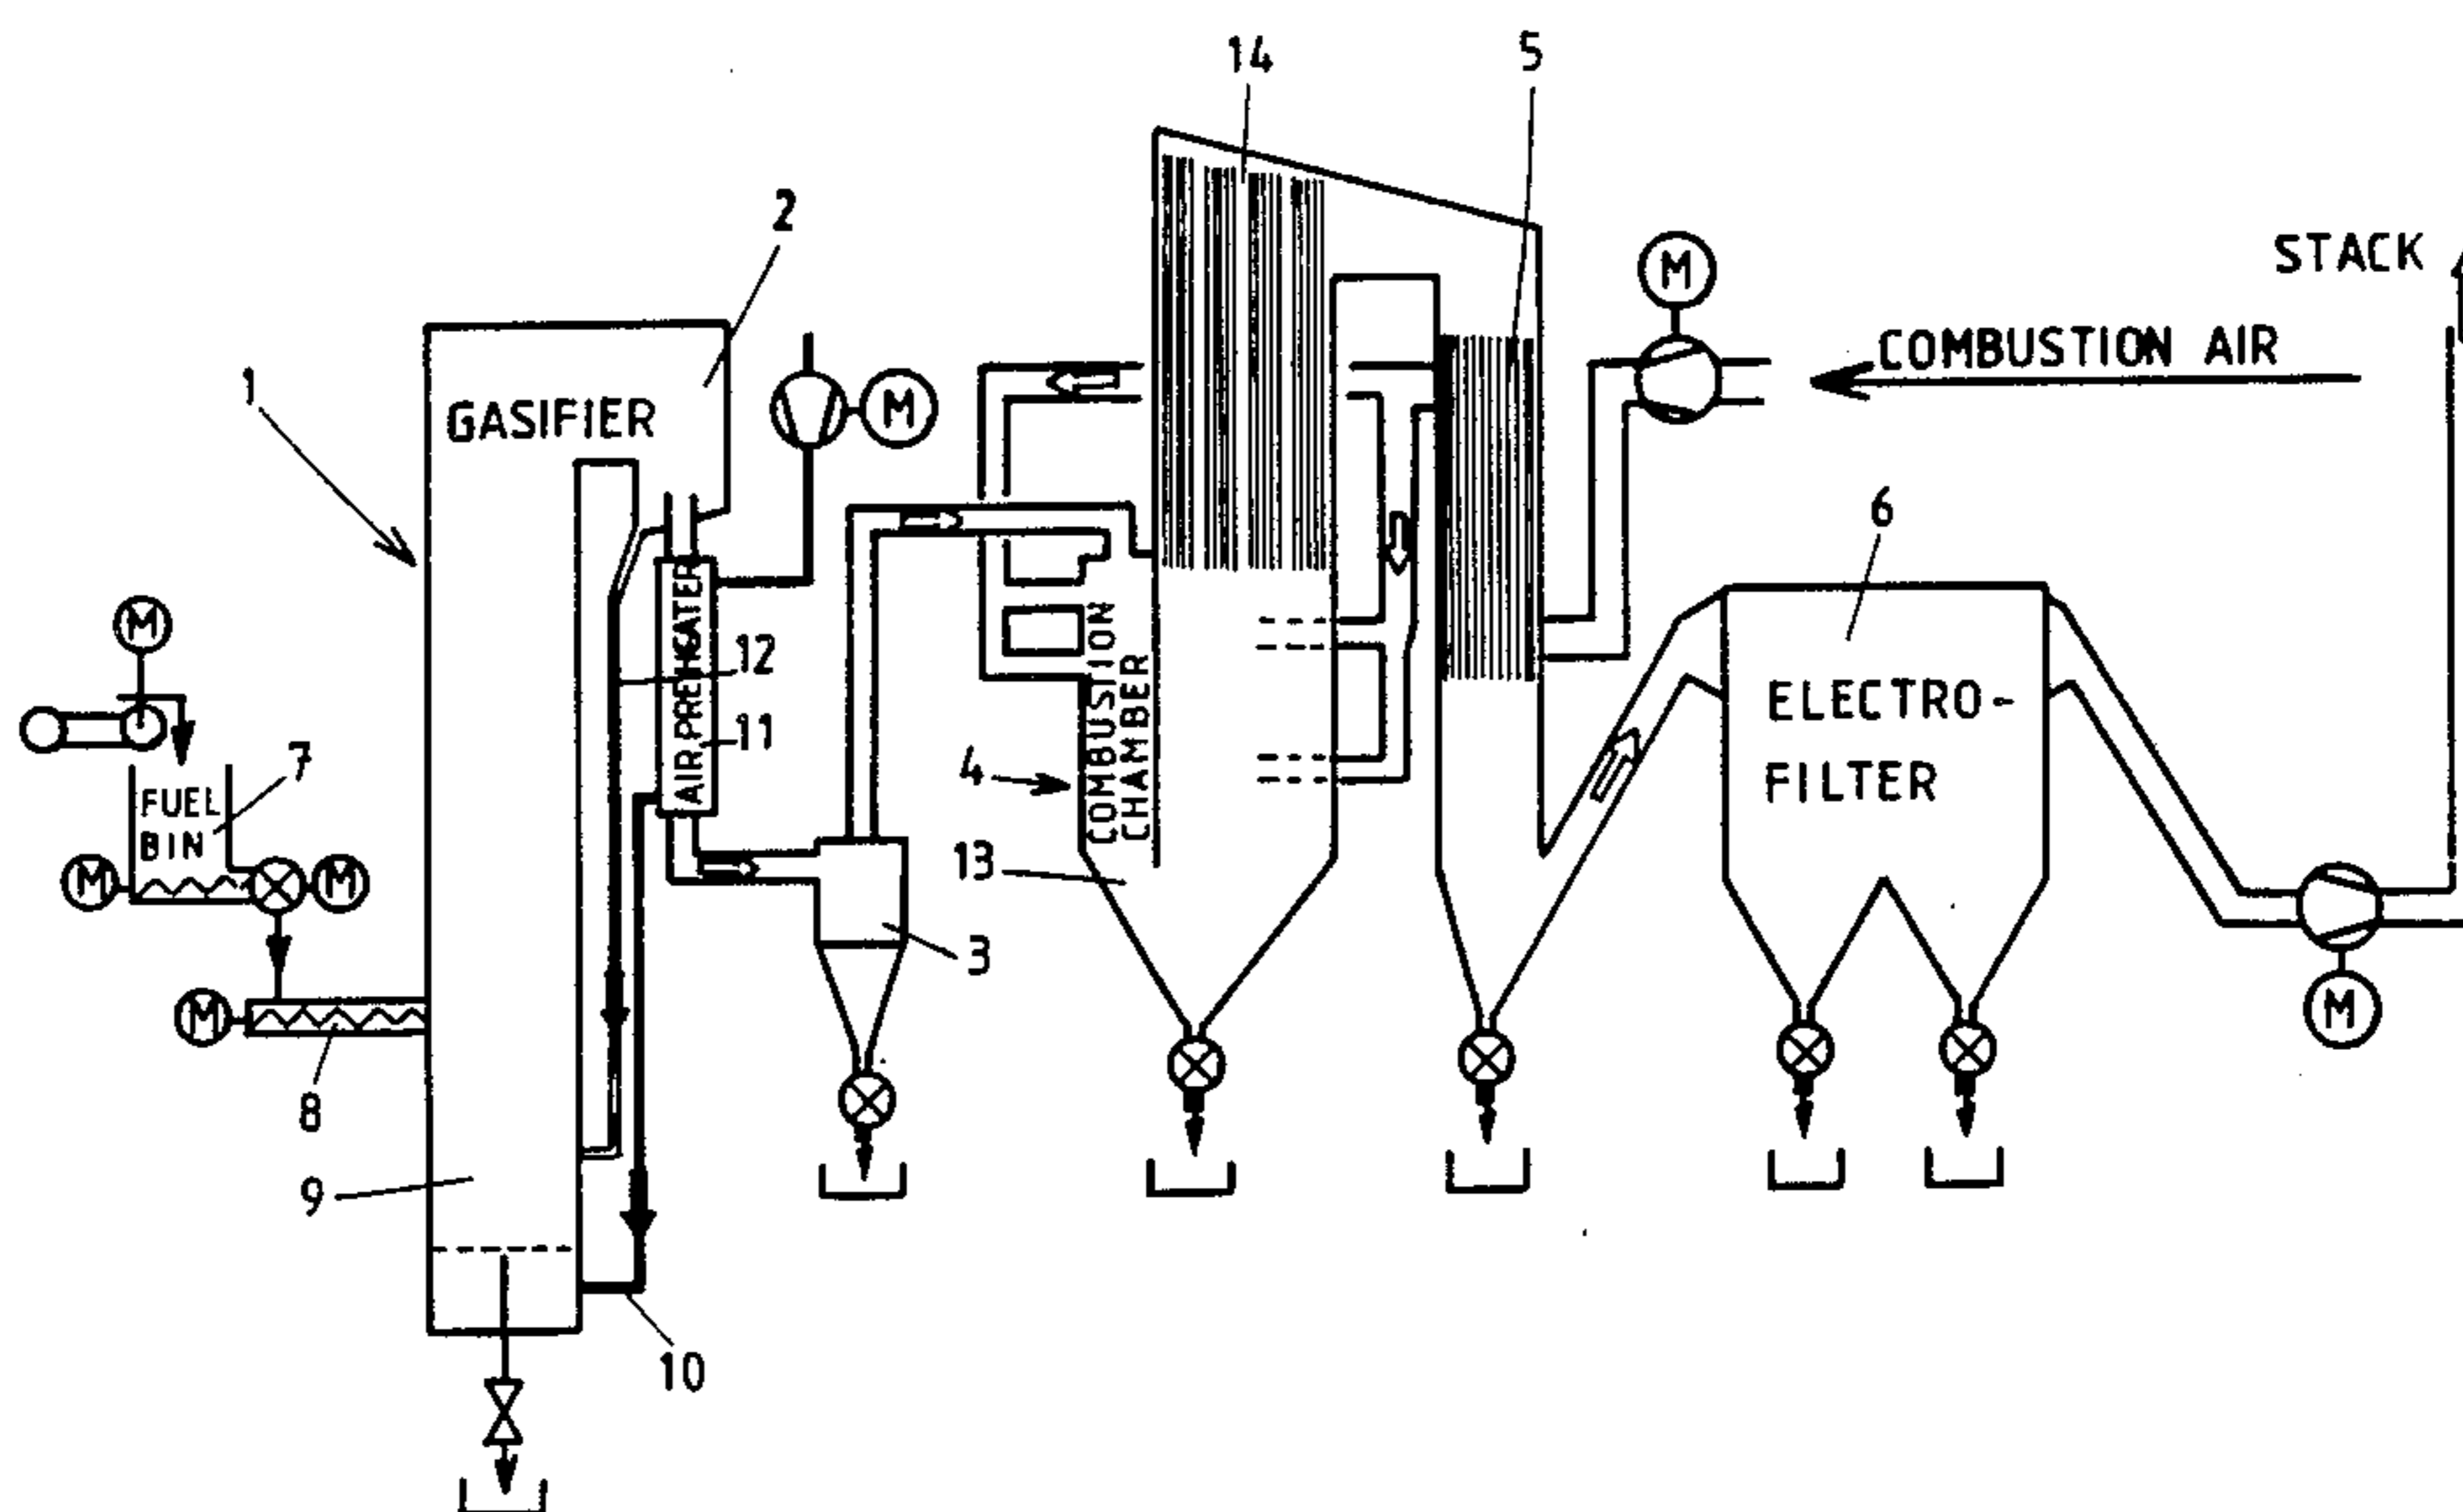 14
5
2
STACK
COMBUSTION AIR
M
1
GASIFIER
M
6
M
AIR PREHEATER
12
11
COMBUSTION
CHAMBER
ELECTRO-
FILTER
7
FUEL
BIN
M
M
4
13
3
M
M
8
9
10